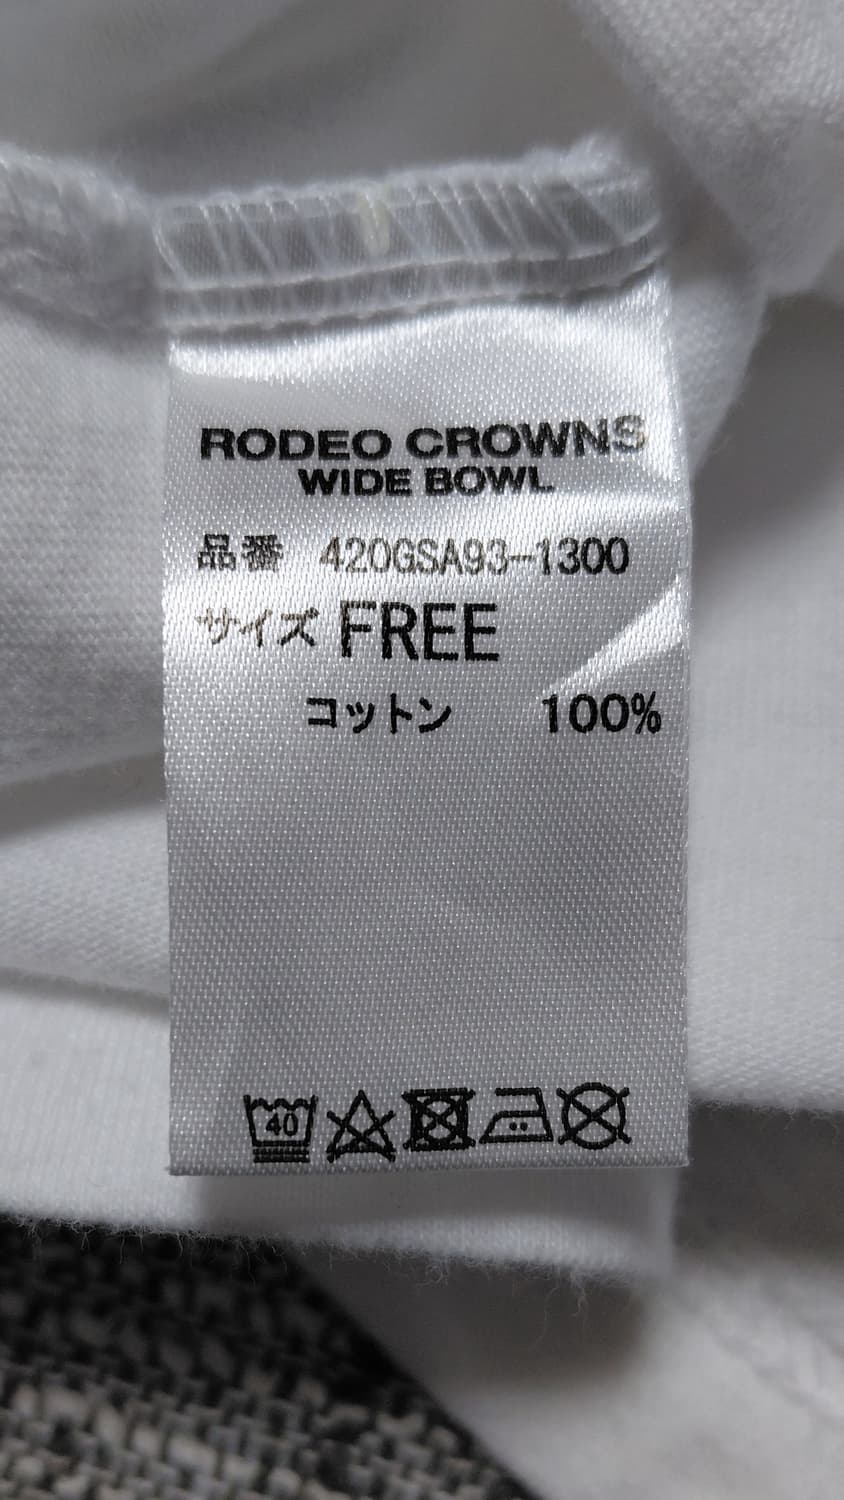 RODEO CROWNS
WIDE BOWL
品番 420GSA93-1300
サイズ FREE
コットン 100%
40